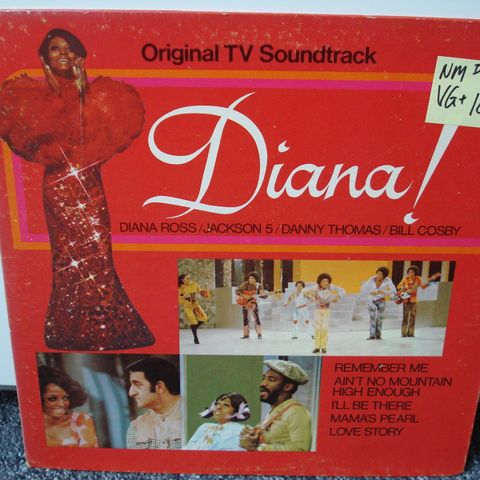 Original TV Soundtrack
NM
VG+
Diana!
DIANA ROSS/JACKSON 5/DANNY THOMAS/BILL COSBY
REMEMBER ME
AIN'T NO MOUNTAIN
HIGH ENOUGH
I'LL BE THERE
MAMA'S PEARL
LOVE STORY